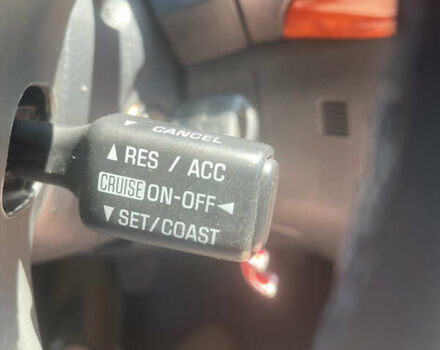 ▼ CANCEL
▲ RES / ACC
CRUISE ON-OFF ◄
▼ SET/COAST